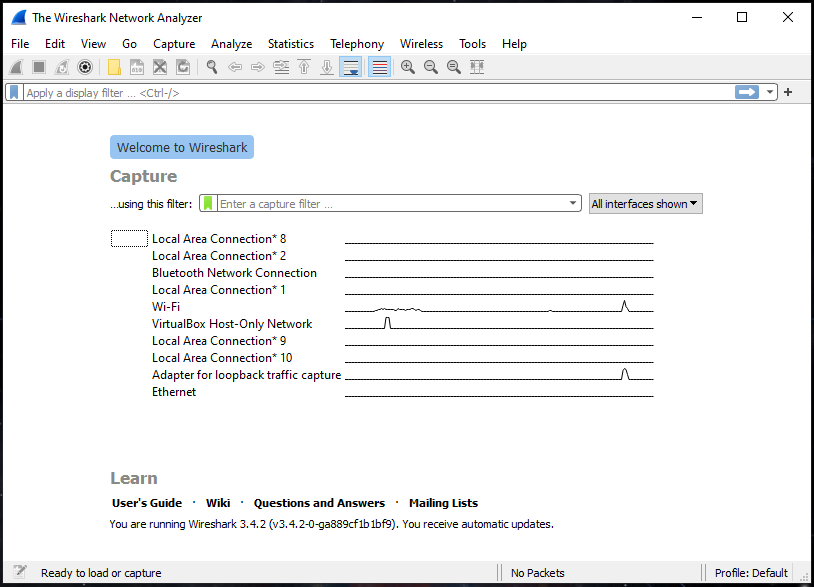 The Wireshark Network Analyzer
File Edit View Go Capture Analyze Statistics Telephony Wireless Tools Help
Apply a display filter ... <Ctrl-/>
Welcome to Wireshark
Capture
...using this filter: Enter a capture filter ... All interfaces shown
Local Area Connection* 8
Local Area Connection* 2
Bluetooth Network Connection
Local Area Connection* 1
Wi-Fi
VirtualBox Host-Only Network
Local Area Connection* 9
Local Area Connection* 10
Adapter for loopback traffic capture
Ethernet
Learn
User's Guide · Wiki · Questions and Answers · Mailing Lists
You are running Wireshark 3.4.2 (v3.4.2-0-ga889cf1b1bf9). You receive automatic updates.
Ready to load or capture No Packets Profile: Default